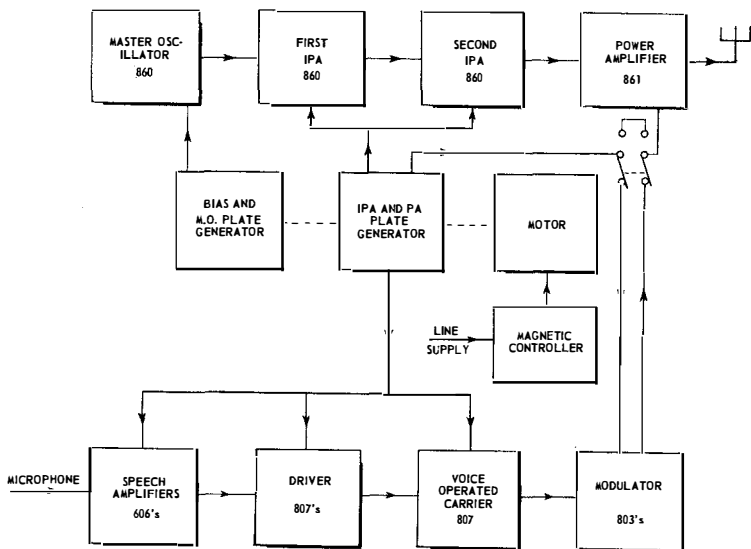 MASTER OSC-
ILLATOR
860
FIRST
IPA
860
SECOND
IPA
860
POWER
AMPLIFIER
861
BIAS AND
M.O. PLATE
GENERATOR
IPA AND PA
PLATE
GENERATOR
MOTOR
LINE
SUPPLY
MAGNETIC
CONTROLLER
MICROPHONE
SPEECH
AMPLIFIERS
606's
DRIVER
807's
VOICE
OPERATED
CARRIER
807
MODULATOR
803's